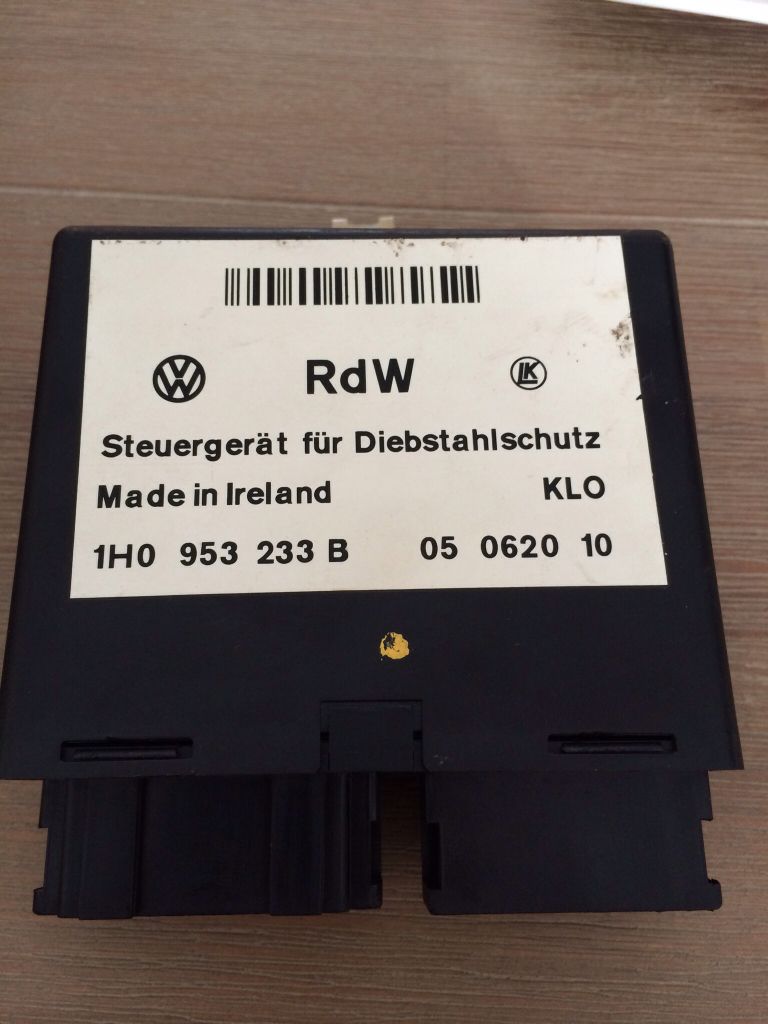 RdW
Steuergerät für Diebstahlschutz
Made in Ireland KLO
1H0 953 233 B 05 0620 10